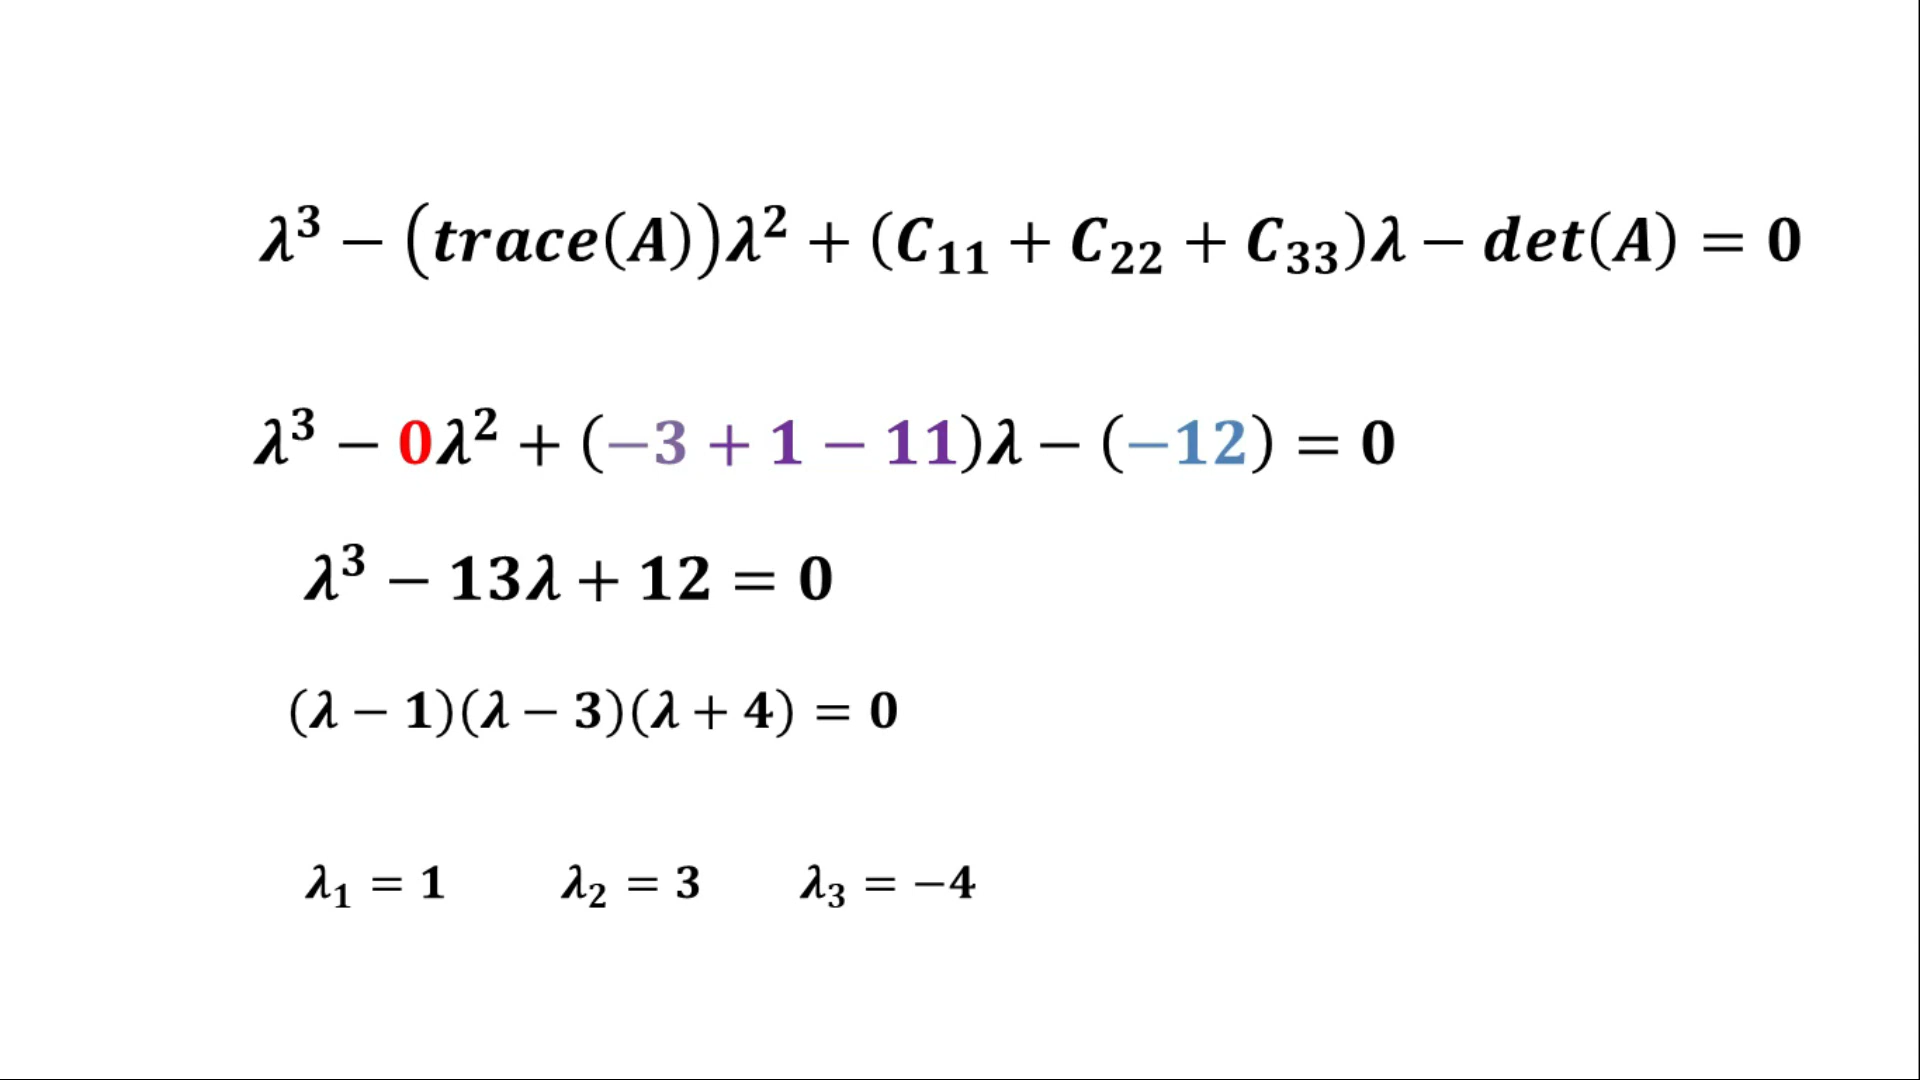 λ³ − (trace(A))λ² + (C₁₁ + C₂₂ + C₃₃)λ − det(A) = 0
λ³ − 0λ² + (−3 + 1 − 11)λ − (−12) = 0
λ³ − 13λ + 12 = 0
(λ − 1)(λ − 3)(λ + 4) = 0
λ₁ = 1 λ₂ = 3 λ₃ = −4